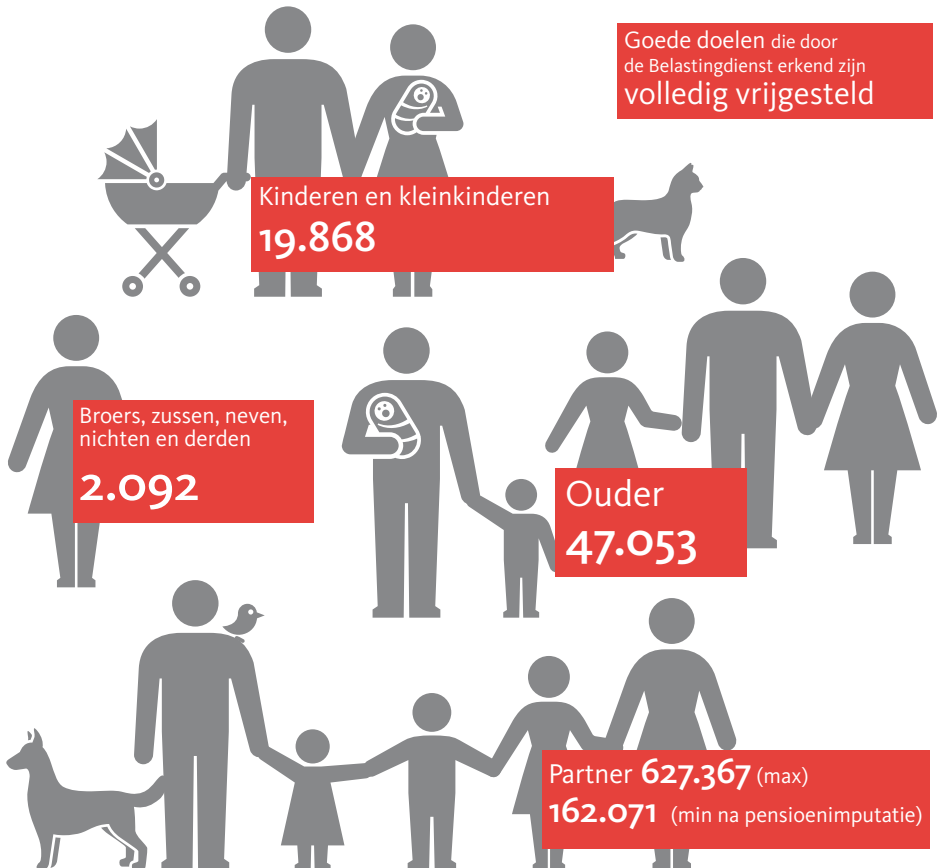 Goede doelen die door
de Belastingdienst erkend zijn
volledig vrijgesteld
Kinderen en kleinkinderen
19.868
Broers, zussen, neven,
nichten en derden
2.092
Ouder
47.053
Partner 627.367 (max)
162.071 (min na pensioenimputatie)